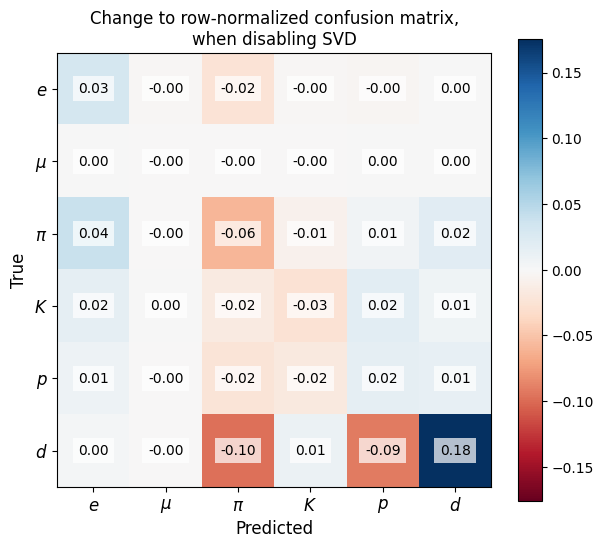 Change to row-normalized confusion matrix,
when disabling SVD
True
e 0.03 -0.00 -0.02 -0.00 -0.00 0.00
μ 0.00 -0.00 -0.00 -0.00 0.00 0.00
π 0.04 -0.00 -0.06 -0.01 0.01 0.02
K 0.02 0.00 -0.02 -0.03 0.02 0.01
p 0.01 -0.00 -0.02 -0.02 0.02 0.01
d 0.00 -0.00 -0.10 0.01 -0.09 0.18
e μ π K p d
Predicted
0.15
0.10
0.05
0.00
−0.05
−0.10
−0.15